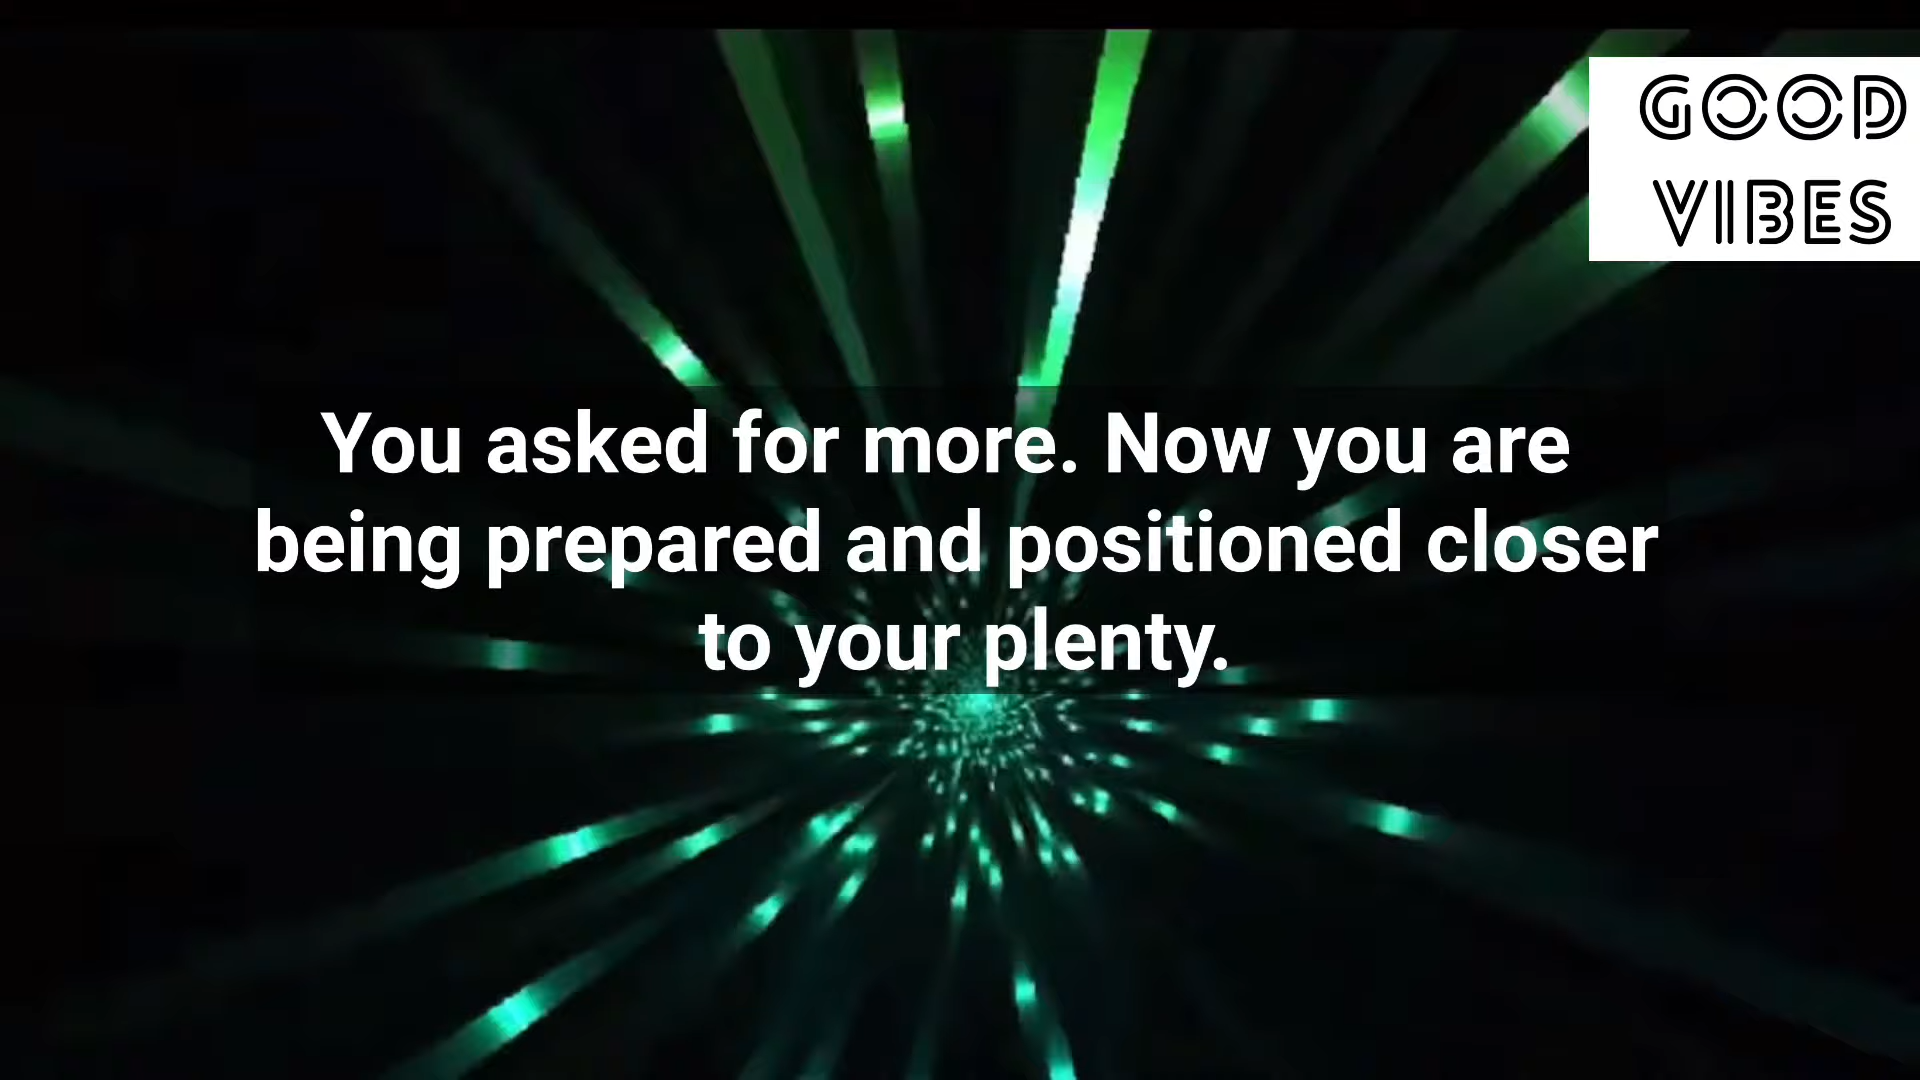 GOOD
VIBES
You asked for more. Now you are
being prepared and positioned closer
to your plenty.